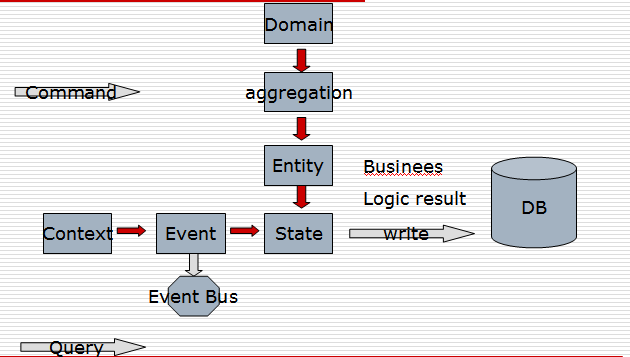 Domain
Command
aggregation
Entity
Businees
Logic result
DB
Context
Event
State
write
Event Bus
Query